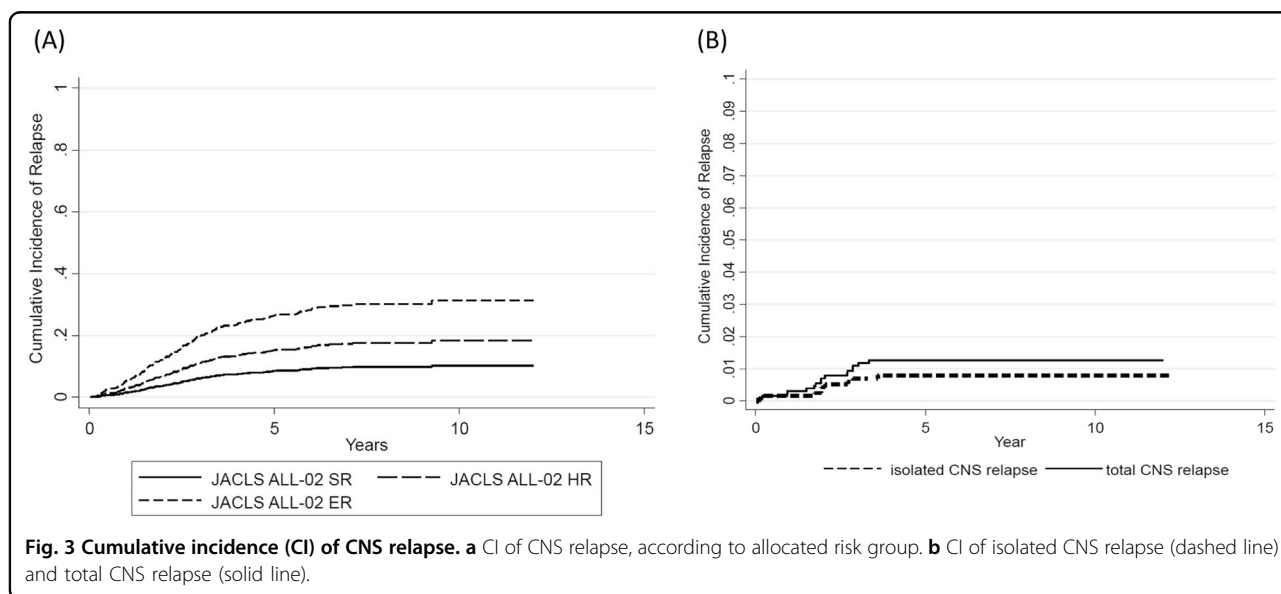 (A)
Cumulative Incidence of Relapse
1
.8
.6
.4
.2
0
0 5 10 15
Years
JACLS ALL-02 SR JACLS ALL-02 HR
JACLS ALL-02 ER
(B)
Cumulative Incidence of Relapse
.1
.09
.08
.07
.06
.05
.04
.03
.02
.01
0
0 5 10 15
Year
isolated CNS relapse total CNS relapse
Fig. 3 Cumulative incidence (CI) of CNS relapse. a CI of CNS relapse, according to allocated risk group. b CI of isolated CNS relapse (dashed line)
and total CNS relapse (solid line).